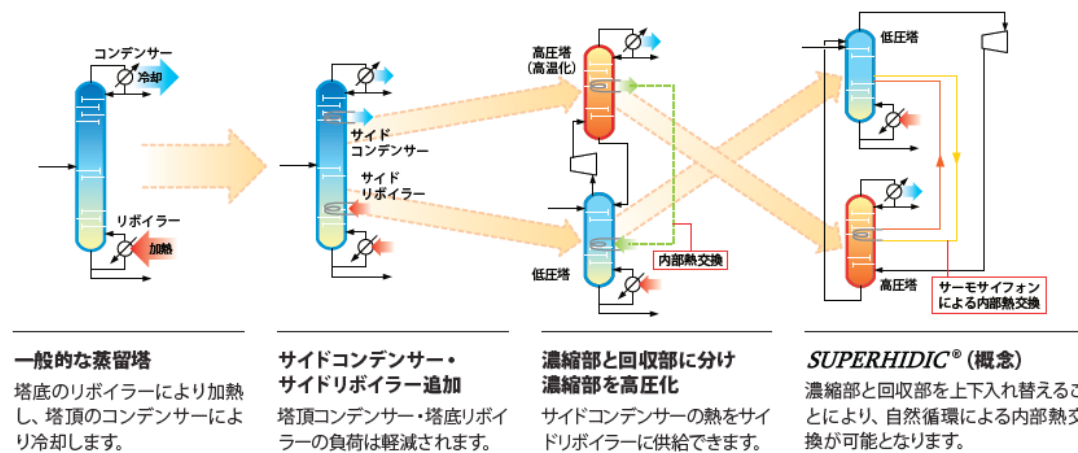 コンデンサー
冷却
リボイラー
加熱
サイド
コンデンサー
サイド
リボイラー
高圧塔
(高温化)
低圧塔
内部熱交換
低圧塔
高圧塔
サーモサイフォン
による内部熱交換
一般的な蒸留塔
塔底のリボイラーにより加熱
し、塔頂のコンデンサーによ
り冷却します。
サイドコンデンサー・
サイドリボイラー追加
塔頂コンデンサー・塔底リボイ
ラーの負荷は軽減されます。
濃縮部と回収部に分け
濃縮部を高圧化
サイドコンデンサーの熱をサイ
ドリボイラーに供給できます。
SUPERHIDIC®(概念)
濃縮部と回収部を上下入れ替えるこ
とにより、自然循環による内部熱交
換が可能となります。